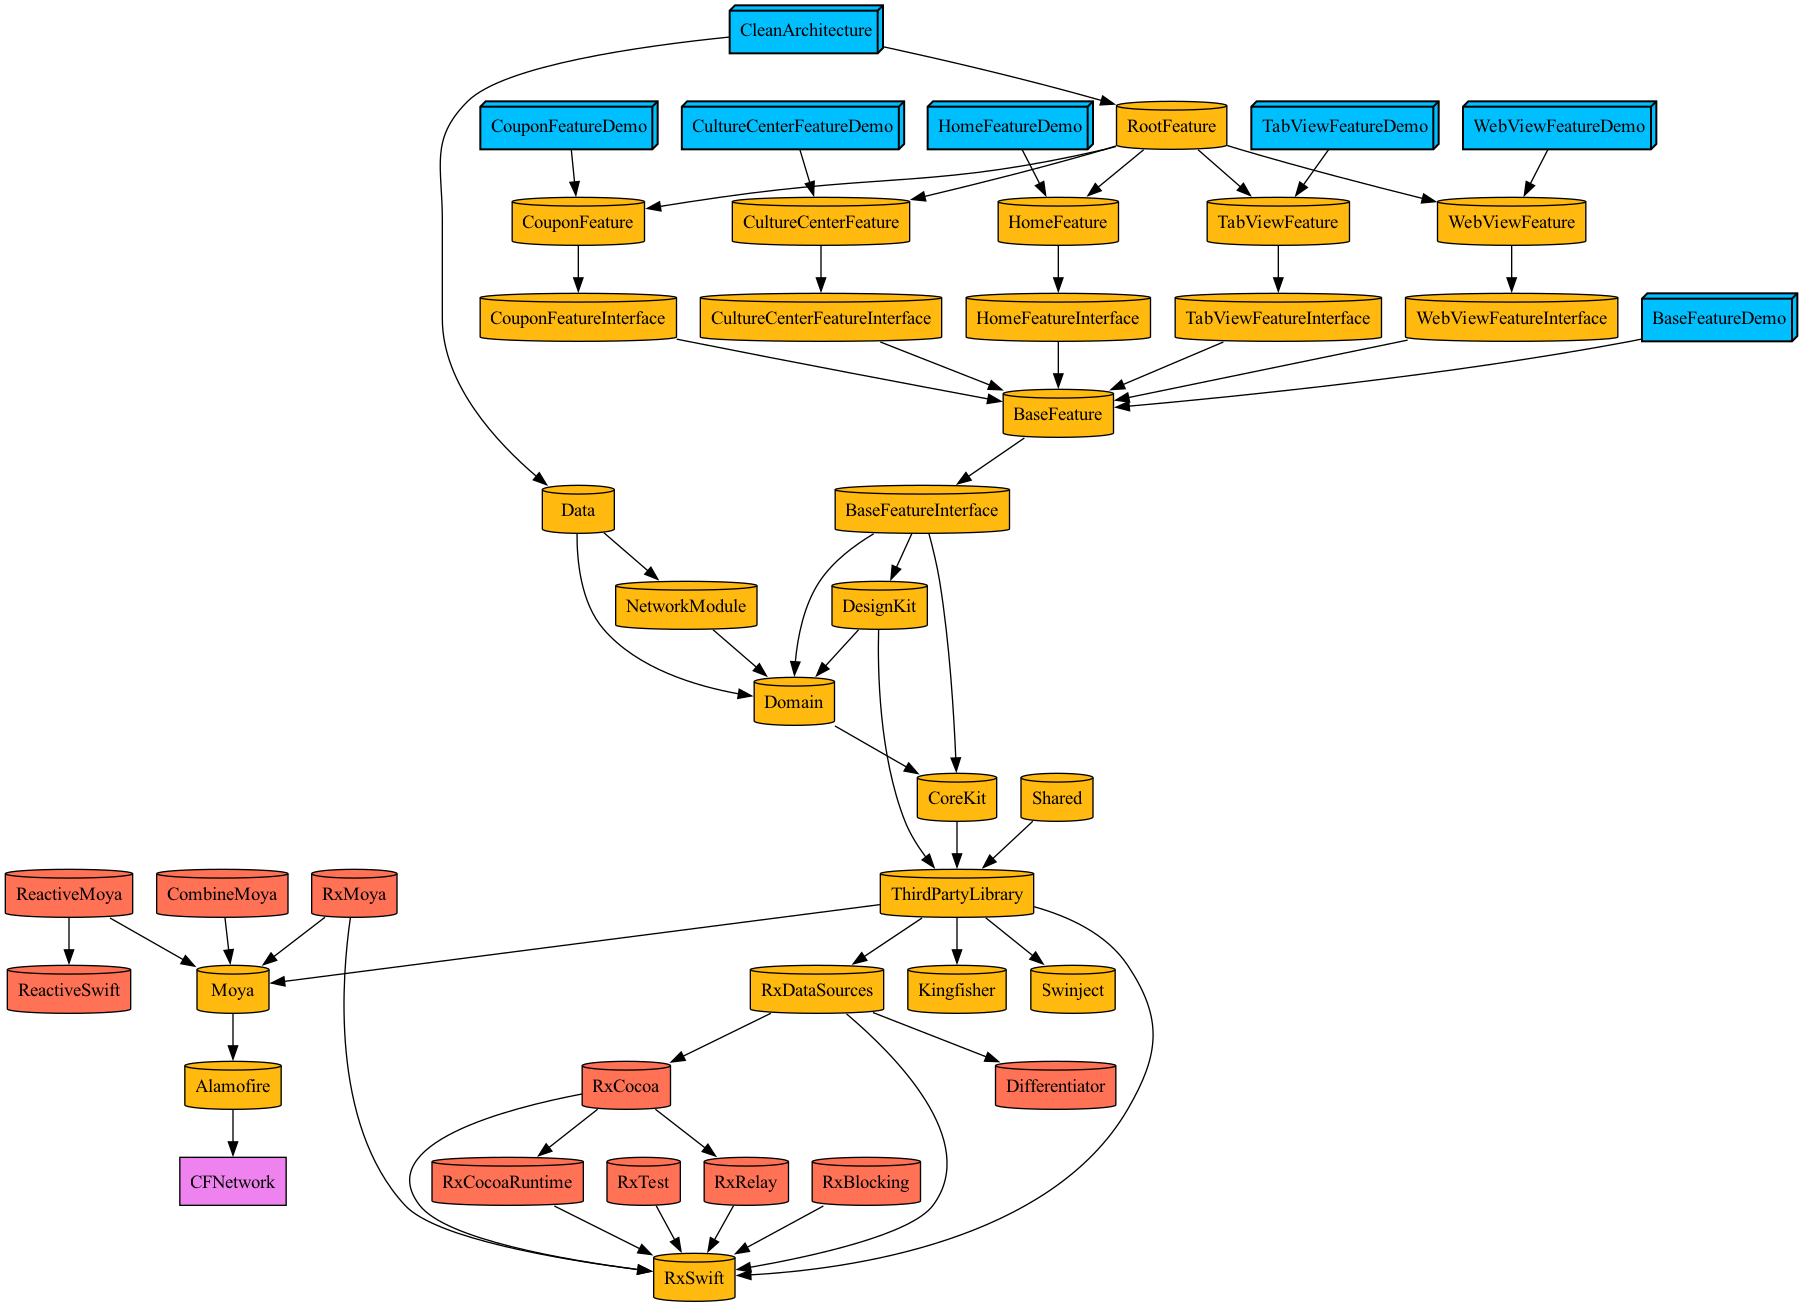 CleanArchitecture
CouponFeatureDemo
CultureCenterFeatureDemo
HomeFeatureDemo
RootFeature
TabViewFeatureDemo
WebViewFeatureDemo
CouponFeature
CultureCenterFeature
HomeFeature
TabViewFeature
WebViewFeature
CouponFeatureInterface
CultureCenterFeatureInterface
HomeFeatureInterface
TabViewFeatureInterface
WebViewFeatureInterface
BaseFeatureDemo
BaseFeature
Data
BaseFeatureInterface
NetworkModule
DesignKit
Domain
CoreKit
Shared
ReactiveMoya
CombineMoya
RxMoya
ThirdPartyLibrary
ReactiveSwift
Moya
RxDataSources
Kingfisher
Swinject
Alamofire
RxCocoa
Differentiator
CFNetwork
RxCocoaRuntime
RxTest
RxRelay
RxBlocking
RxSwift